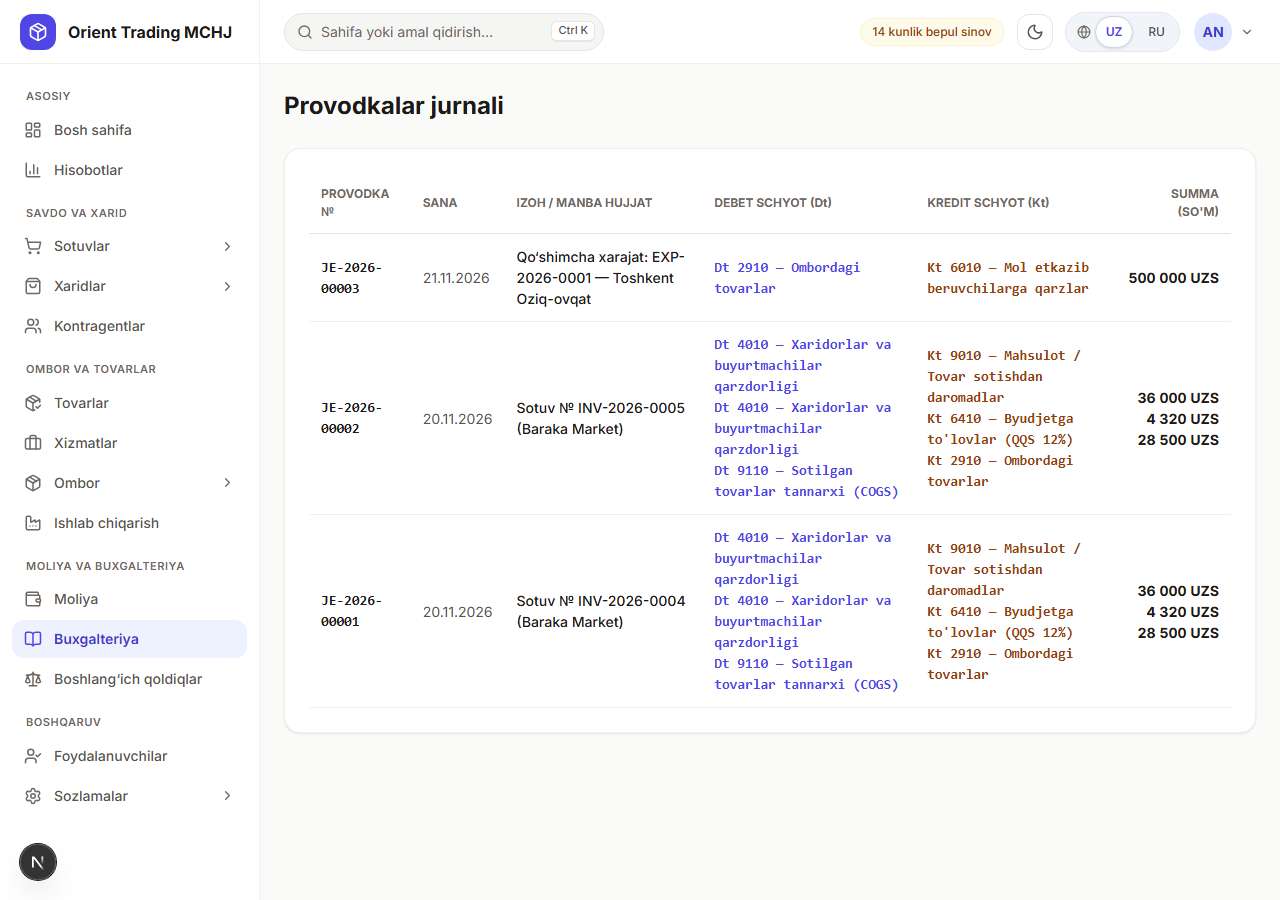 Orient Trading MCHJ
Sahifa yoki amal qidirish...
Ctrl K
14 kunlik bepul sinov
UZ
RU
AN
ASOSIY
Bosh sahifa
Hisobotlar
SAVDO VA XARID
Sotuvlar
Xaridlar
Kontragentlar
OMBOR VA TOVARLAR
Tovarlar
Xizmatlar
Ombor
Ishlab chiqarish
MOLIYA VA BUXGALTERIYA
Moliya
Buxgalteriya
Boshlang‘ich qoldiqlar
BOSHQARUV
Foydalanuvchilar
Sozlamalar
N
Provodkalar jurnali
PROVODKA
№
SANA
IZOH / MANBA HUJJAT
DEBET SCHYOT (Dt)
KREDIT SCHYOT (Kt)
SUMMA
(SO'M)
JE-2026-
00003
21.11.2026
Qo‘shimcha xarajat: EXP-
2026-0001 — Toshkent
Oziq-ovqat
Dt 2910 — Ombordagi
tovarlar
Kt 6010 — Mol etkazib
beruvchilarga qarzlar
500 000 UZS
JE-2026-
00002
20.11.2026
Sotuv № INV-2026-0005
(Baraka Market)
Dt 4010 — Xaridorlar va
buyurtmachilar
qarzdorligi
Dt 4010 — Xaridorlar va
buyurtmachilar
qarzdorligi
Dt 9110 — Sotilgan
tovarlar tannarxi (COGS)
Kt 9010 — Mahsulot /
Tovar sotishdan
daromadlar
Kt 6410 — Byudjetga
to'lovlar (QQS 12%)
Kt 2910 — Ombordagi
tovarlar
36 000 UZS
4 320 UZS
28 500 UZS
JE-2026-
00001
20.11.2026
Sotuv № INV-2026-0004
(Baraka Market)
Dt 4010 — Xaridorlar va
buyurtmachilar
qarzdorligi
Dt 4010 — Xaridorlar va
buyurtmachilar
qarzdorligi
Dt 9110 — Sotilgan
tovarlar tannarxi (COGS)
Kt 9010 — Mahsulot /
Tovar sotishdan
daromadlar
Kt 6410 — Byudjetga
to'lovlar (QQS 12%)
Kt 2910 — Ombordagi
tovarlar
36 000 UZS
4 320 UZS
28 500 UZS